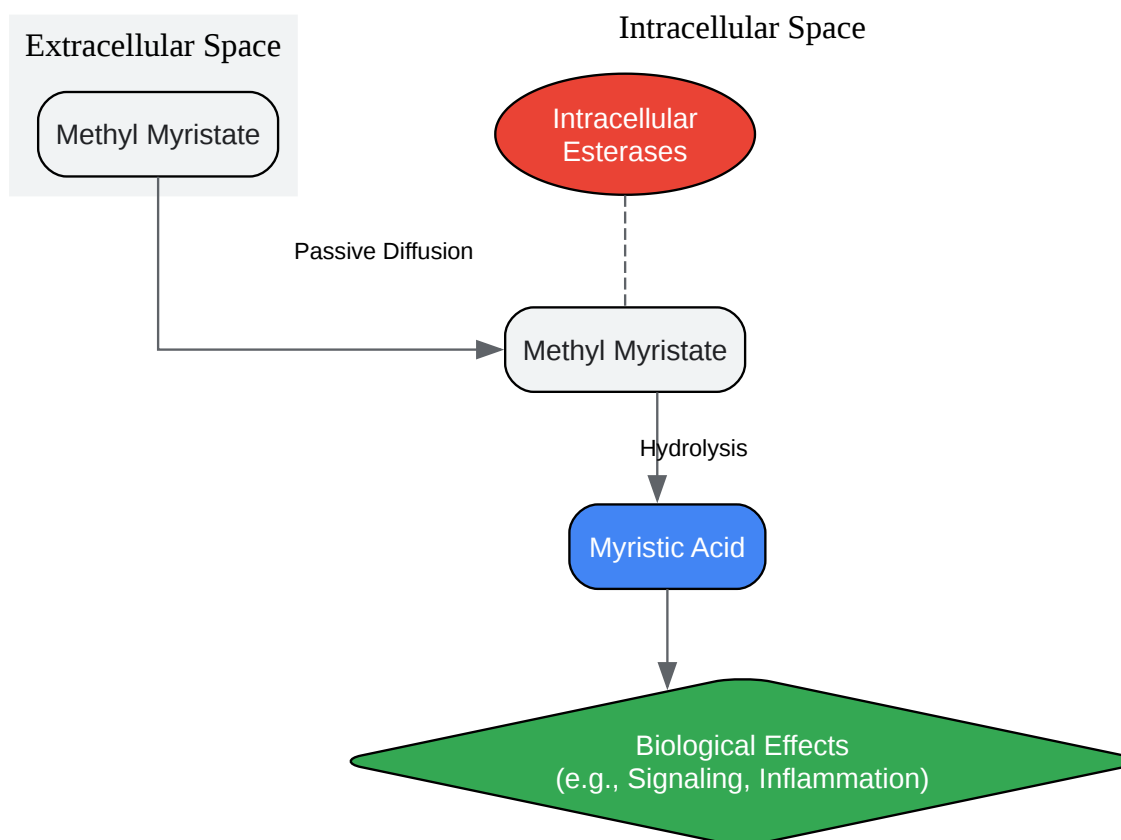 Extracellular Space
Intracellular Space
Methyl Myristate
Intracellular
Esterases
Passive Diffusion
Methyl Myristate
Hydrolysis
Myristic Acid
Biological Effects
(e.g., Signaling, Inflammation)